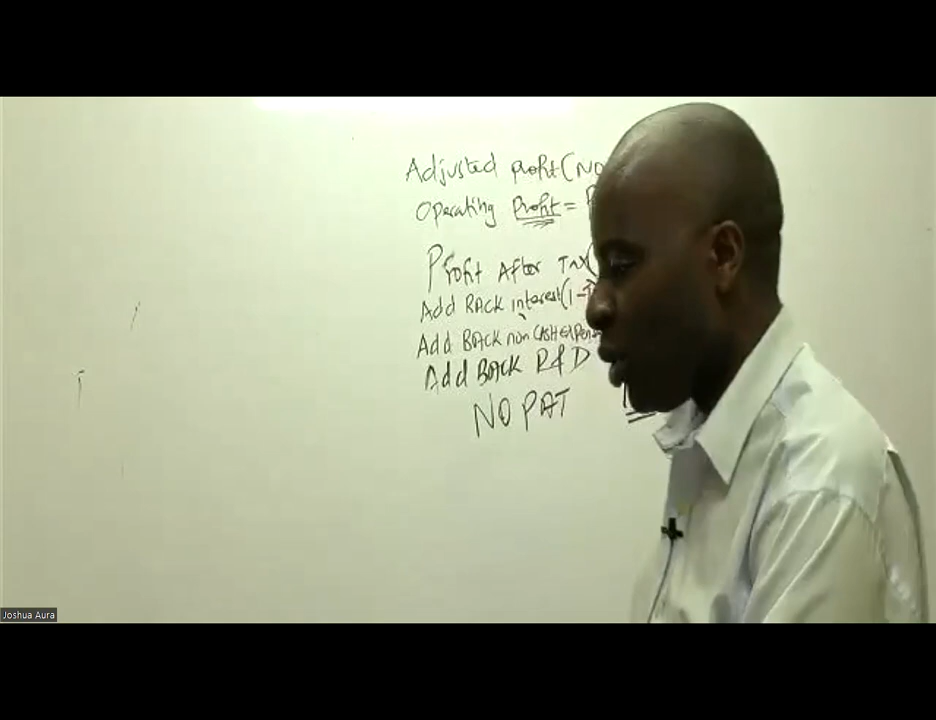 Adjusted profit (NO
Operating Profit =
Profit After Tax (
Add BACK interest (1-T
Add BACK non CASH expen
Add BACK R&D
NOPAT
Joshua Aura